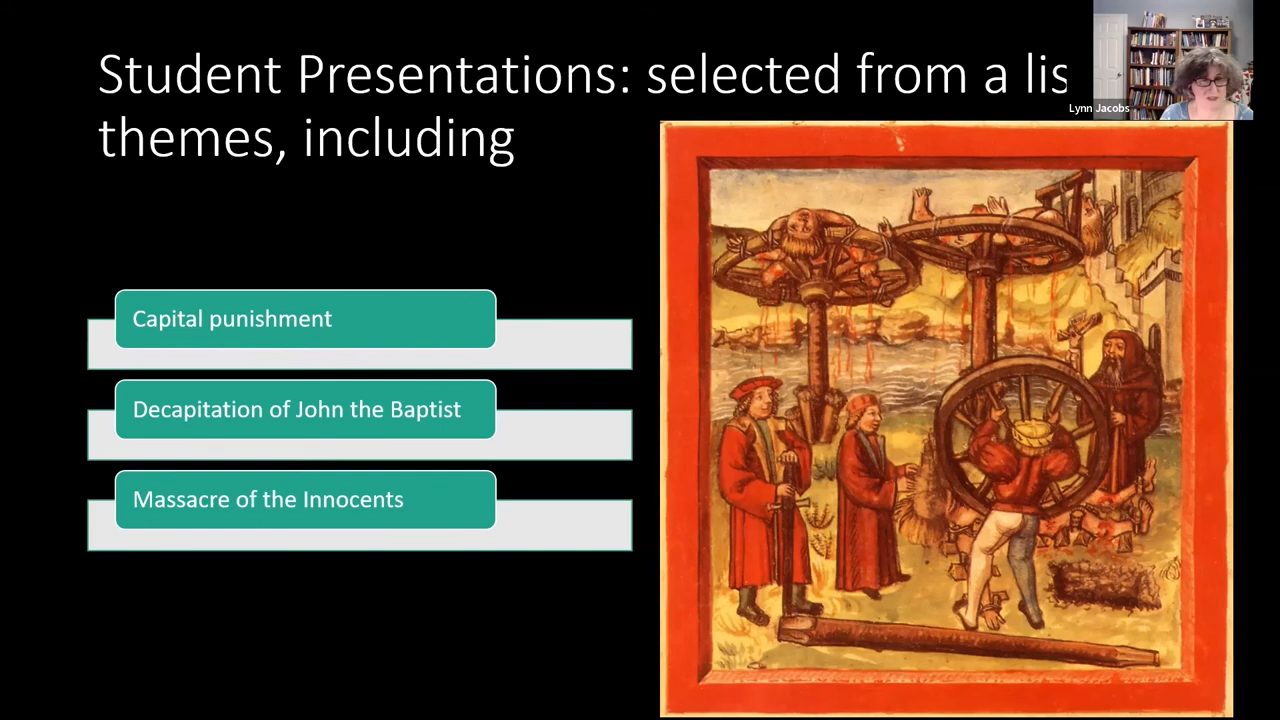 Student Presentations: selected from a lis
themes, including
Lynn Jacobs
Capital punishment
Decapitation of John the Baptist
Massacre of the Innocents